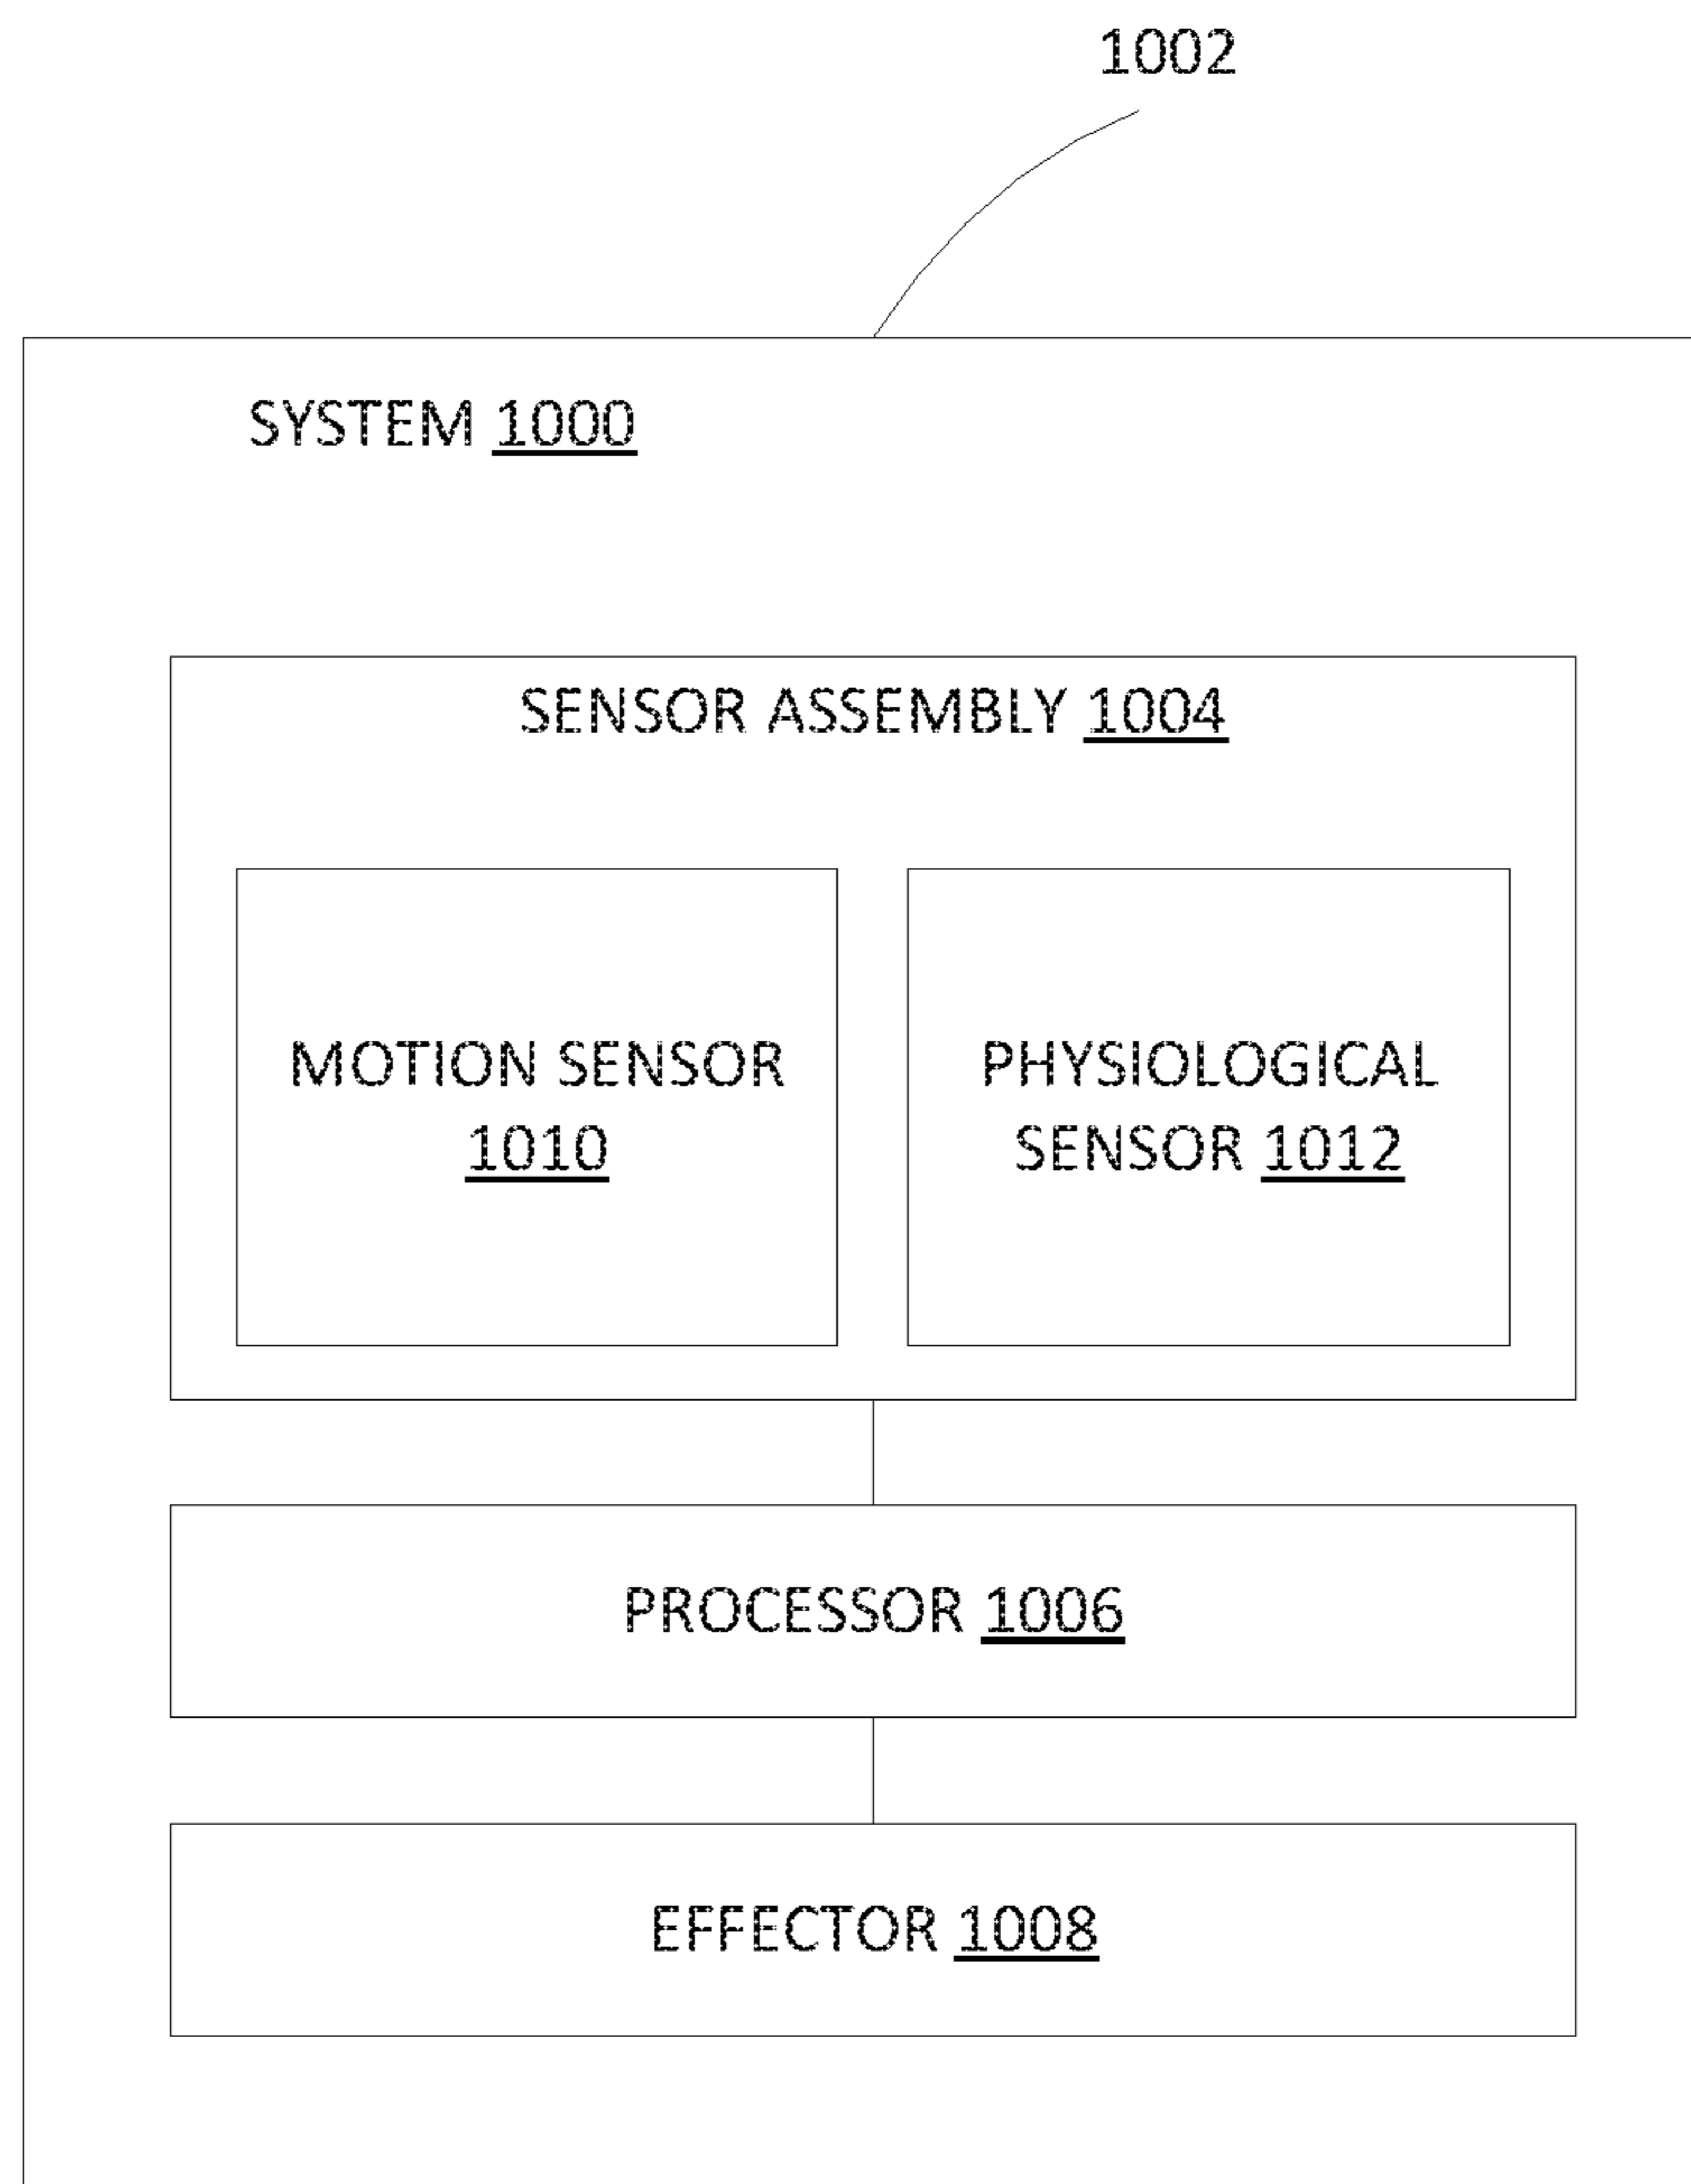 1002
SYSTEM 1000
SENSOR ASSEMBLY 1004
MOTION SENSOR
1010
PHYSIOLOGICAL
SENSOR 1012
PROCESSOR 1006
EFFECTOR 1008